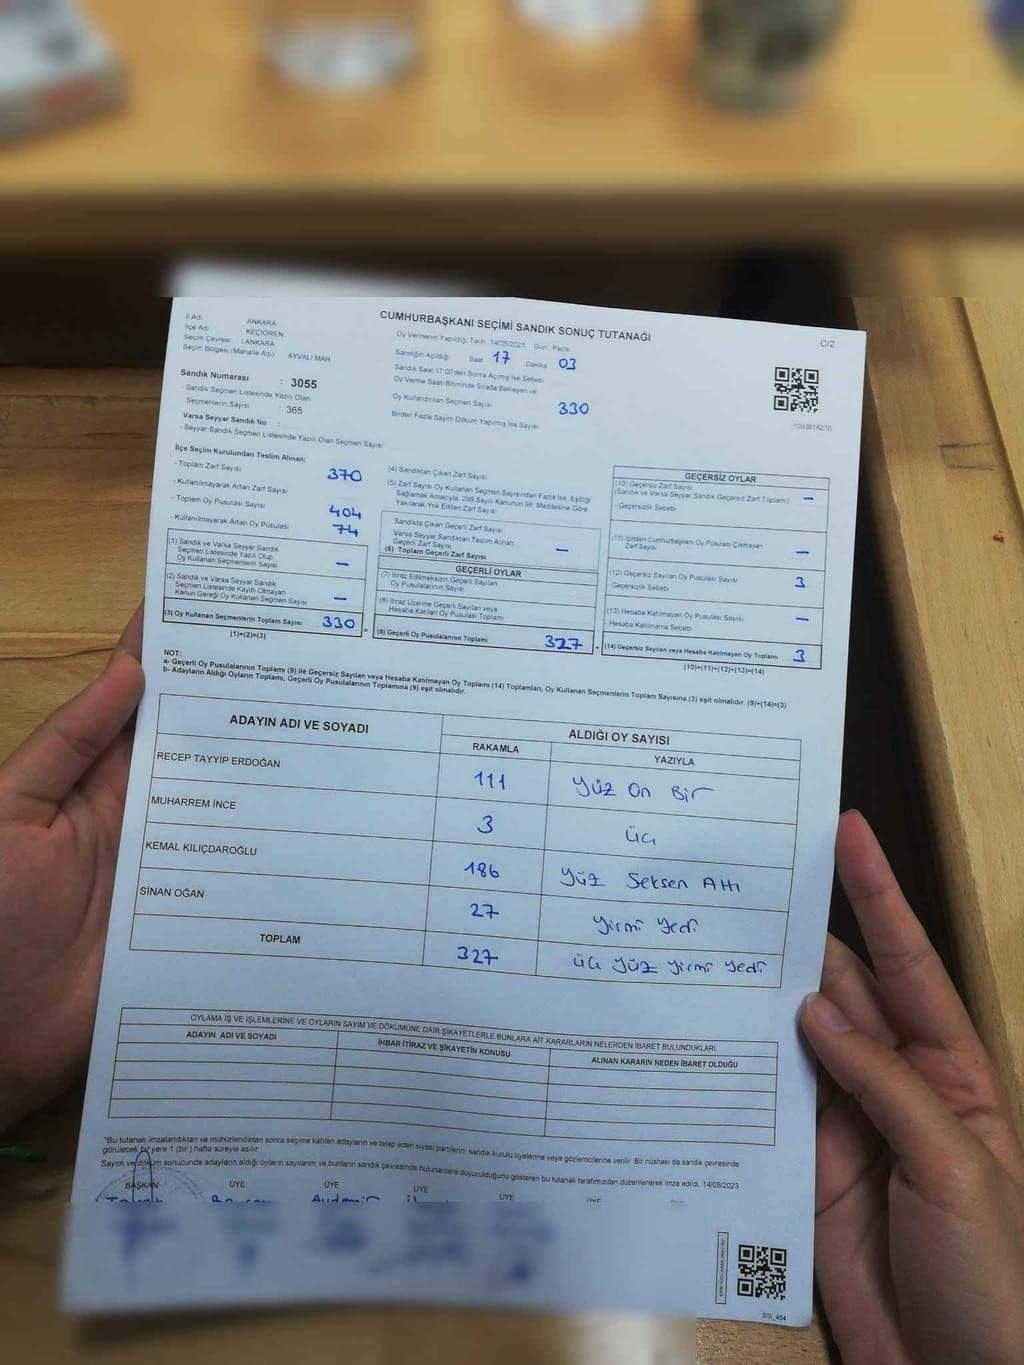 CUMHURBAŞKANI SEÇİMİ SANDIK SONUÇ TUTANAĞI
C/2
İl Adı ANKARA
İlçe Adı KEÇİÖREN
Seçim Çevresi : ANKARA
Seçim Bölgesi (Mahalle Adı) AYVALI MAH
Oy Vermenin Yapıldığı Tarih 14/05/2023 Gün : Pazar
Sandığın Açıldığı Saat 17 Dakika 03
Sandık Saat 17.00'den Sonra Açılmış İse Sebebi
Oy Verme Saati Bitiminde Sırada Bekleyen ve
Oy Kullandırılan Seçmen Sayısı 330
Birden Fazla Sayım Döküm Yapılmış İse Sayısı
Sandık Numarası : 3055
- Sandık Seçmen Listesinde Yazılı Olan
Seçmenlerin Sayısı : 365
Varsa Seyyar Sandık No :
- Seyyar Sandık Seçmen Listesinde Yazılı Olan Seçmen Sayısı:
İlçe Seçim Kurulundan Teslim Alınan:
- Toplam Zarf Sayısı 370
- Kullanılmayarak Artan Zarf Sayısı
- Toplam Oy Pusulası Sayısı 404
- Kullanılmayarak Artan Oy Pusulası 74
(1) Sandık ve Varsa Seyyar Sandık
Seçmen Listesinde Yazılı Olup
Oy Kullanan Seçmenlerin Sayısı —
(2) Sandık ve Varsa Seyyar Sandık
Seçmen Listesinde Kayıtlı Olmayan
Kanun Gereği Oy Kullanan Seçmen Sayısı —
(3) Oy Kullanan Seçmenlerin Toplam Sayısı 330
(1)+(2)=(3)
(4) Sandıktan Çıkan Zarf Sayısı
(5) Zarf Sayısı Oy Kullanan Seçmen Sayısından Fazla İse Eşitliği
Sağlamak Amacıyla; 298 Sayılı Kanunun 98. Maddesine Göre
Yakılarak Yok Edilen Zarf Sayısı
Sandıkta Çıkan Geçerli Zarf Sayısı
Varsa Seyyar Sandıktan Teslim Alınan
Geçerli Zarf Sayısı —
(6) Toplam Geçerli Zarf Sayısı
GEÇERLİ OYLAR
(7) İtiraz Edilmeksizin Geçerli Sayılan
Oy Pusulalarının Sayısı
(8) İtiraz Üzerine Geçerli Sayılan veya
Hesaba Katılan Oy Pusulası Toplamı
(9) Geçerli Oy Pusulalarının Toplamı 327
GEÇERSİZ OYLAR
(10) Geçersiz Zarf Sayısı
(Sandık ve Varsa Seyyar Sandık Geçersiz Zarf Toplamı) —
- Geçersizlik Sebebi
(11) İçinden Cumhurbaşkanı Oy Pusulası Çıkmayan
Zarf Sayısı —
(12) Geçersiz Sayılan Oy Pusulası Sayısı 3
- Geçersizlik Sebebi
(13) Hesaba Katılmayan Oy Pusulası Sayısı —
- Hesaba Katılmama Sebebi
(14) Geçersiz Sayılan veya Hesaba Katılmayan Oy Toplamı 3
(10)+(11)+(12)+(13)=(14)
NOT:
a- Geçerli Oy Pusulalarının Toplamı (9) ile Geçersiz Sayılan veya Hesaba Katılmayan Oy Toplamı (14) Toplamları, Oy Kullanan Seçmenlerin Toplam Sayısına (3) eşit olmalıdır. (9)+(14)=(3)
b- Adayların Aldığı Oyların Toplamı, Geçerli Oy Pusulalarının Toplamına (9) eşit olmalıdır.
ADAYIN ADI VE SOYADI ALDIĞI OY SAYISI
RAKAMLA YAZIYLA
RECEP TAYYİP ERDOĞAN 111 Yüz On Bir
MUHARREM İNCE 3 Üç
KEMAL KILIÇDAROĞLU 186 Yüz Seksen Altı
SİNAN OĞAN 27 Yirmi Yedi
TOPLAM 327 Üç Yüz Yirmi Yedi
OYLAMA İŞ VE İŞLEMLERİNE VE OYLARIN SAYIM VE DÖKÜMÜNE DAİR ŞİKAYETLERLE BUNLARA AİT KARARLARIN NELERDEN İBARET BULUNDUKLARI
ADAYIN ADI VE SOYADI İHBAR İTİRAZ VE ŞİKAYETİN KONUSU ALINAN KARARIN NEDEN İBARET OLDUĞU
"Bu tutanak imzalandıktan ve mühürlendikten sonra seçime katılan adayların ve talep eden siyasi partilerin sandık kurulu üyelerine veya gözlemcilerine verilir. Bir nüshası da sandık çevresinde
görülecek bir yere 1 (bir) hafta süreyle asılır
Sayım ve döküm sonucunda adayların aldığı oyların sayılarını ve bunların sandık çevresinde bulunanlara duyurulduğunu gösteren bu tutanak tarafımızdan düzenlenerek imza edildi. 14/05/2023
BAŞKAN ÜYE ÜYE ÜYE ÜYE ÜYE
SSI_404